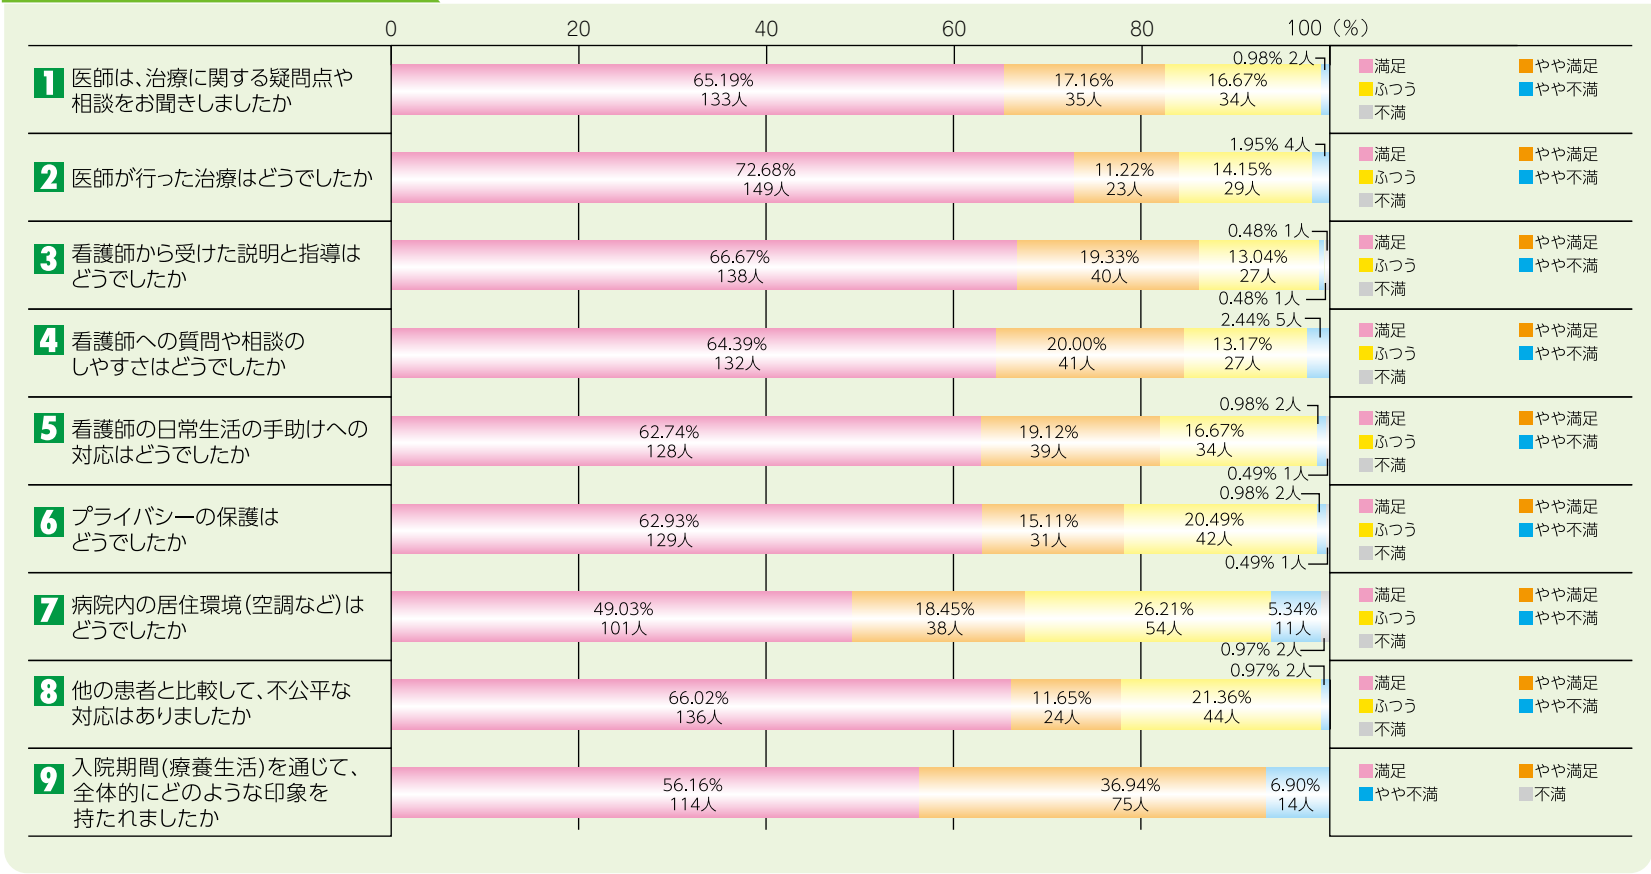 0 20 40 60 80 100 (%)
1 医師は、治療に関する疑問点や
相談をお聞きしましたか
65.19% 17.16% 16.67% 0.98% 2人
133人 35人 34人
満足 やや満足
ふつう やや不満
不満
2 医師が行った治療はどうでしたか
72.68% 11.22% 14.15% 1.95% 4人
149人 23人 29人
満足 やや満足
ふつう やや不満
不満
3 看護師から受けた説明と指導は
どうでしたか
66.67% 19.33% 13.04% 0.48% 1人
138人 40人 27人
0.48% 1人
満足 やや満足
ふつう やや不満
不満
4 看護師への質問や相談の
しやすさはどうでしたか
64.39% 20.00% 13.17% 2.44% 5人
132人 41人 27人
満足 やや満足
ふつう やや不満
不満
5 看護師の日常生活の手助けへの
対応はどうでしたか
62.74% 19.12% 16.67% 0.98% 2人
128人 39人 34人
0.49% 1人
満足 やや満足
ふつう やや不満
不満
6 プライバシーの保護は
どうでしたか
62.93% 15.11% 20.49% 0.98% 2人
129人 31人 42人
0.49% 1人
満足 やや満足
ふつう やや不満
不満
7 病院内の居住環境(空調など)は
どうでしたか
49.03% 18.45% 26.21% 5.34%
101人 38人 54人 11人
0.97% 2人
満足 やや満足
ふつう やや不満
不満
8 他の患者と比較して、不公平な
対応はありましたか
66.02% 11.65% 21.36% 0.97% 2人
136人 24人 44人
満足 やや満足
ふつう やや不満
不満
9 入院期間(療養生活)を通じて、
全体的にどのような印象を
持たれましたか
56.16% 36.94% 6.90%
114人 75人 14人
満足 やや満足
やや不満 不満